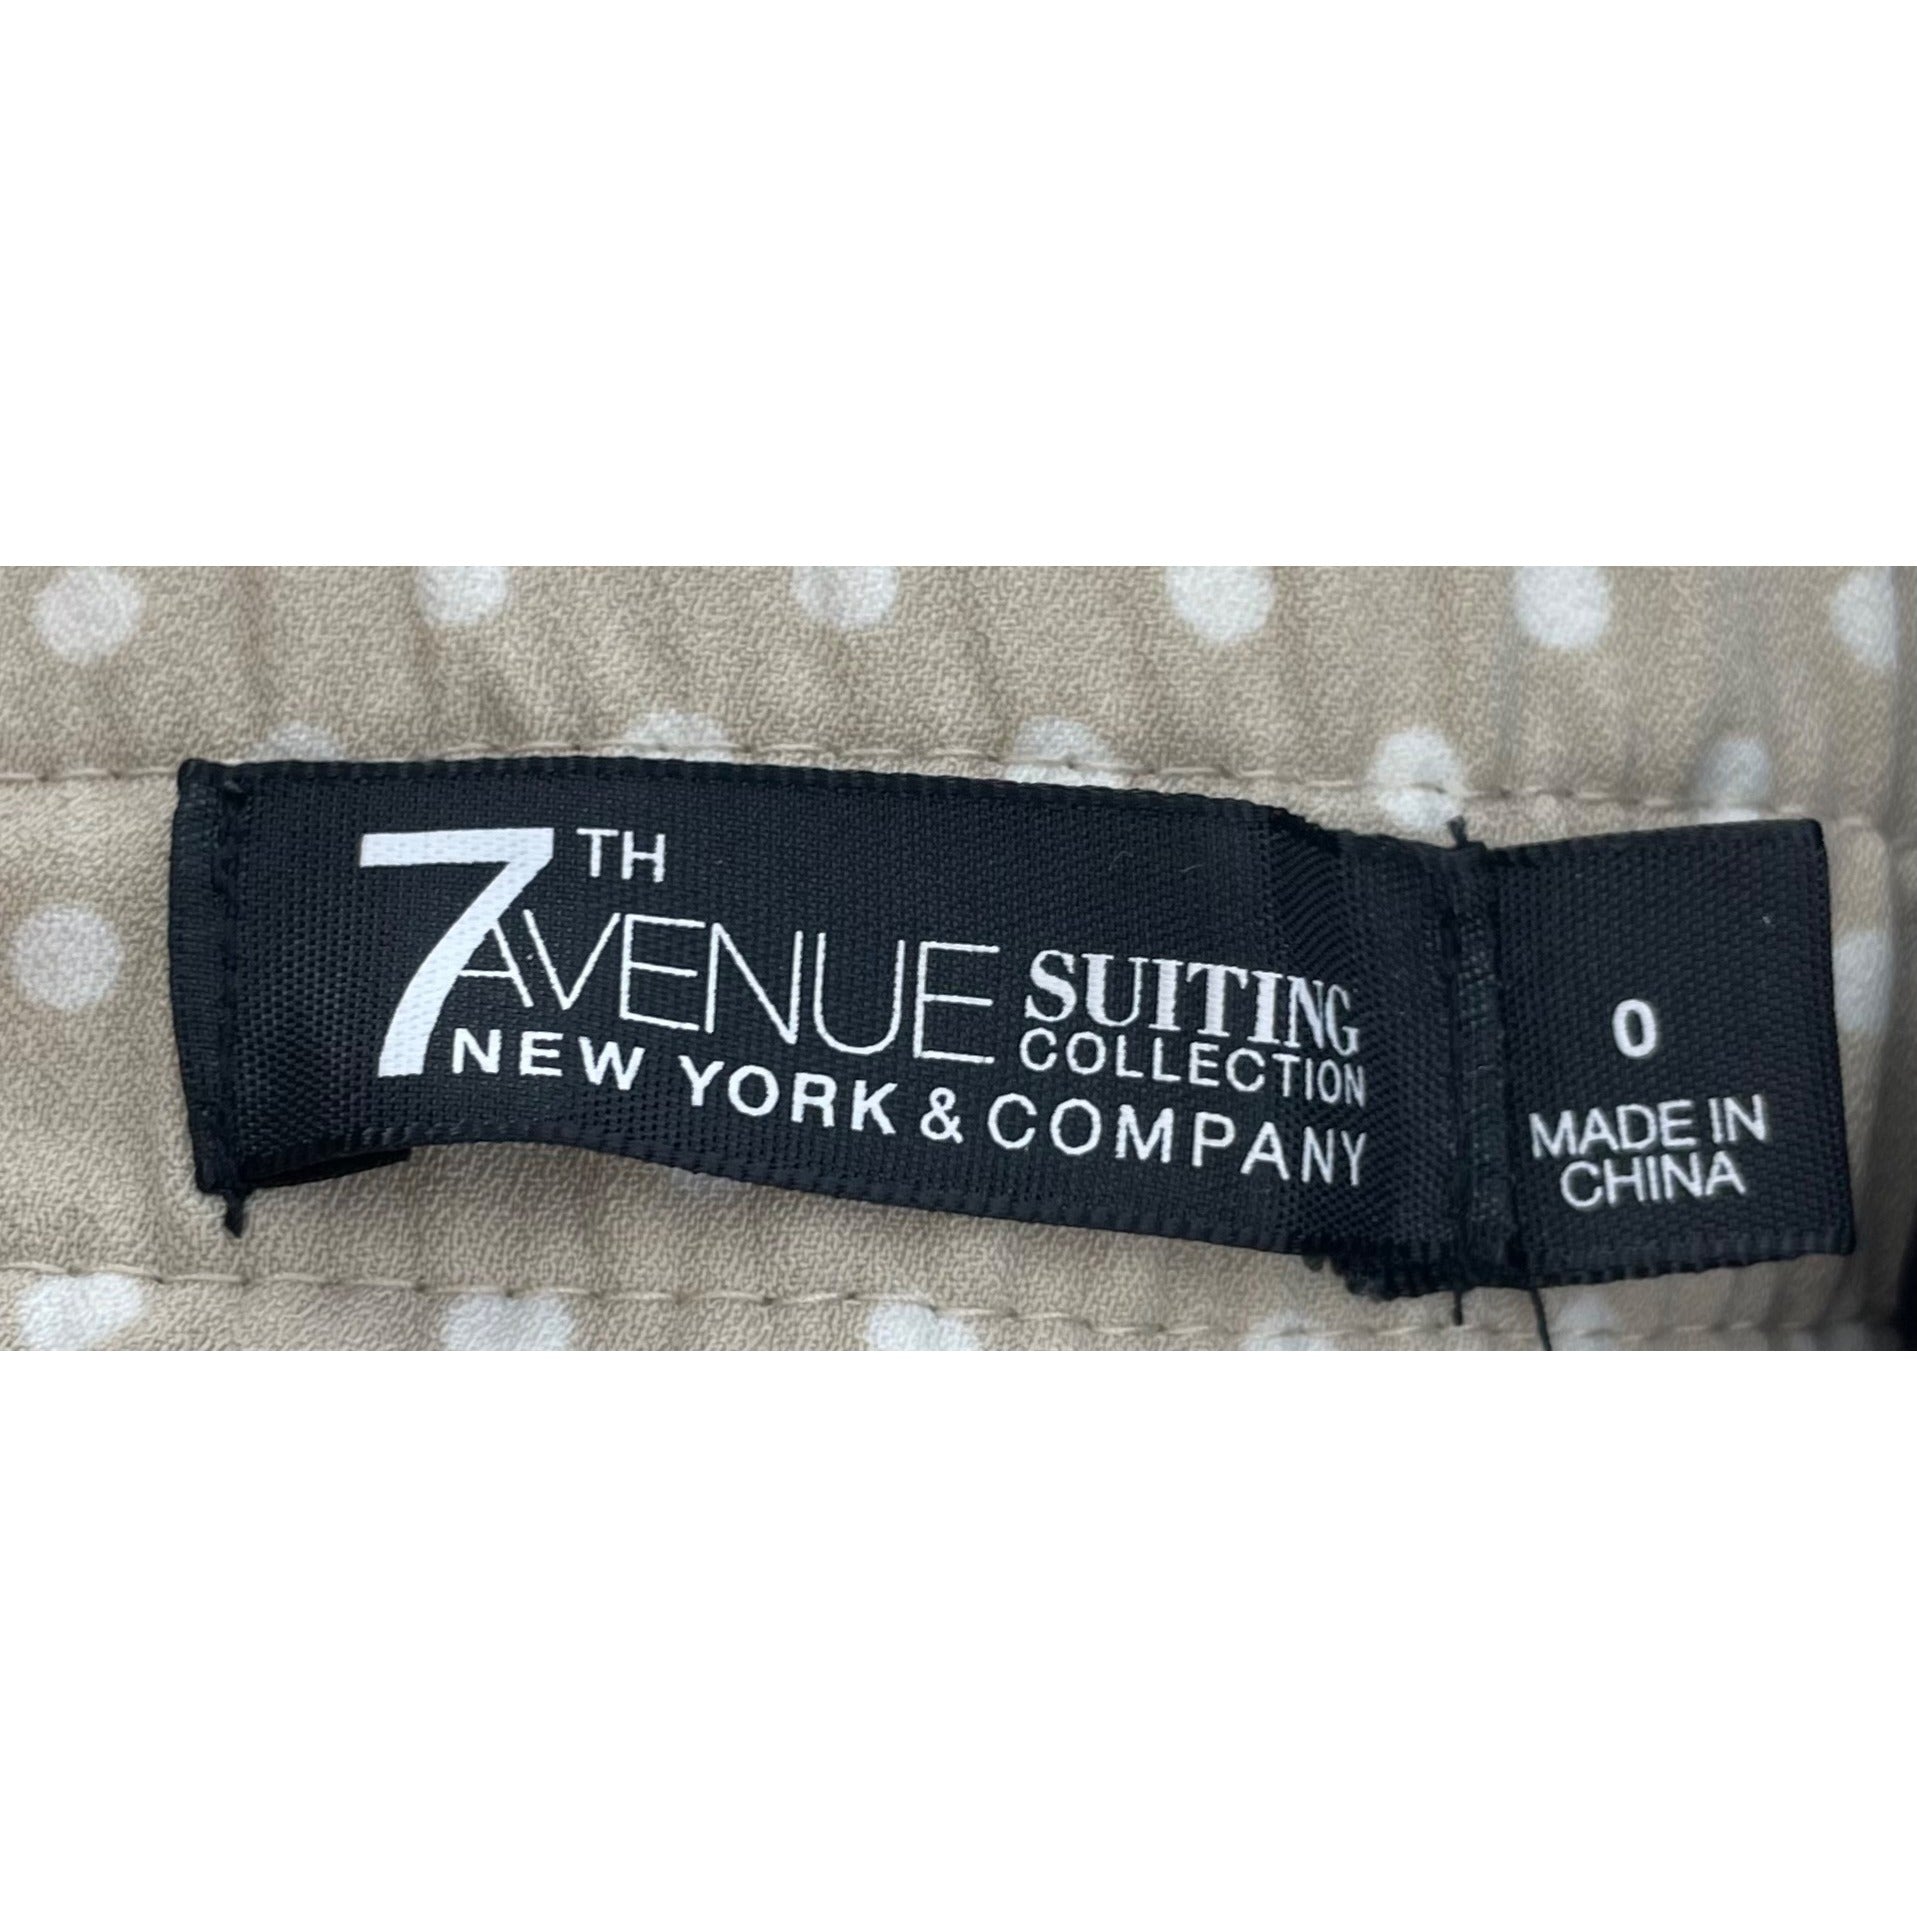 7TH
AVENUE SUITING
COLLECTION
NEW YORK & COMPANY
0
MADE IN
CHINA